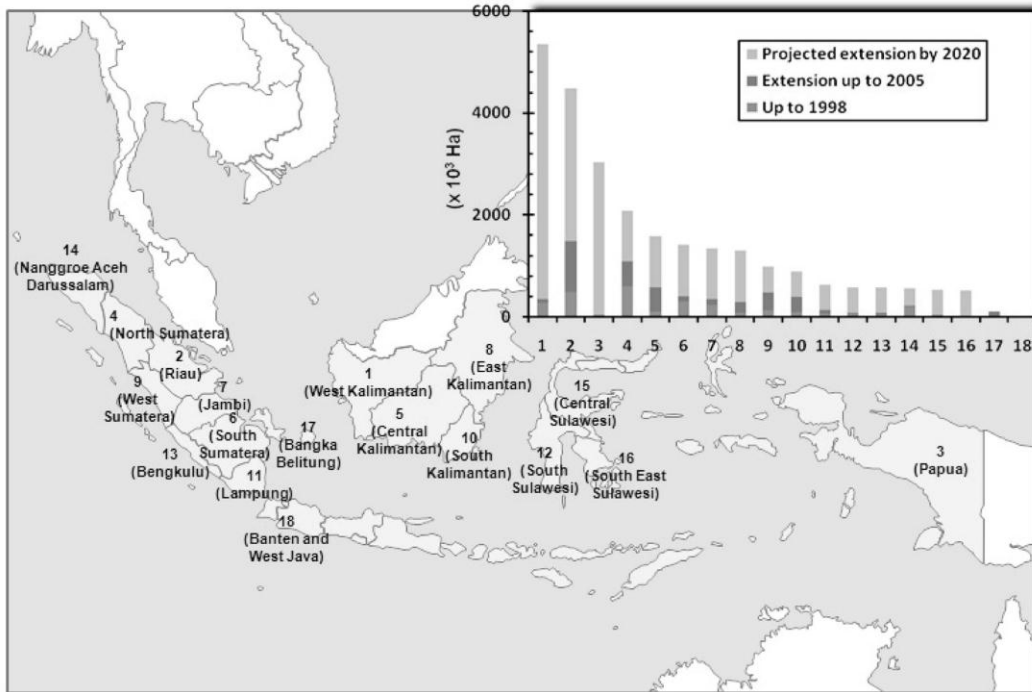 6000
4000
2000
0
(x 10³ Ha)
Projected extension by 2020
Extension up to 2005
Up to 1998
1 2 3 4 5 6 7 8 9 10 11 12 13 14 15 16 17 18
14
(Nanggroe Aceh
Darussalam)
4
(North Sumatera)
2
(Riau)
9
(West
Sumatera)
7
(Jambi)
6
(South
Sumatera)
13
(Bengkulu)
11
(Lampung)
17
(Bangka
Belitung)
18
(Banten and
West Java)
1
(West Kalimantan)
5
(Central
Kalimantan)
8
(East
Kalimantan)
10
(South
Kalimantan)
15
(Central
Sulawesi)
12
(South
Sulawesi)
16
(South East
Sulawesi)
3
(Papua)